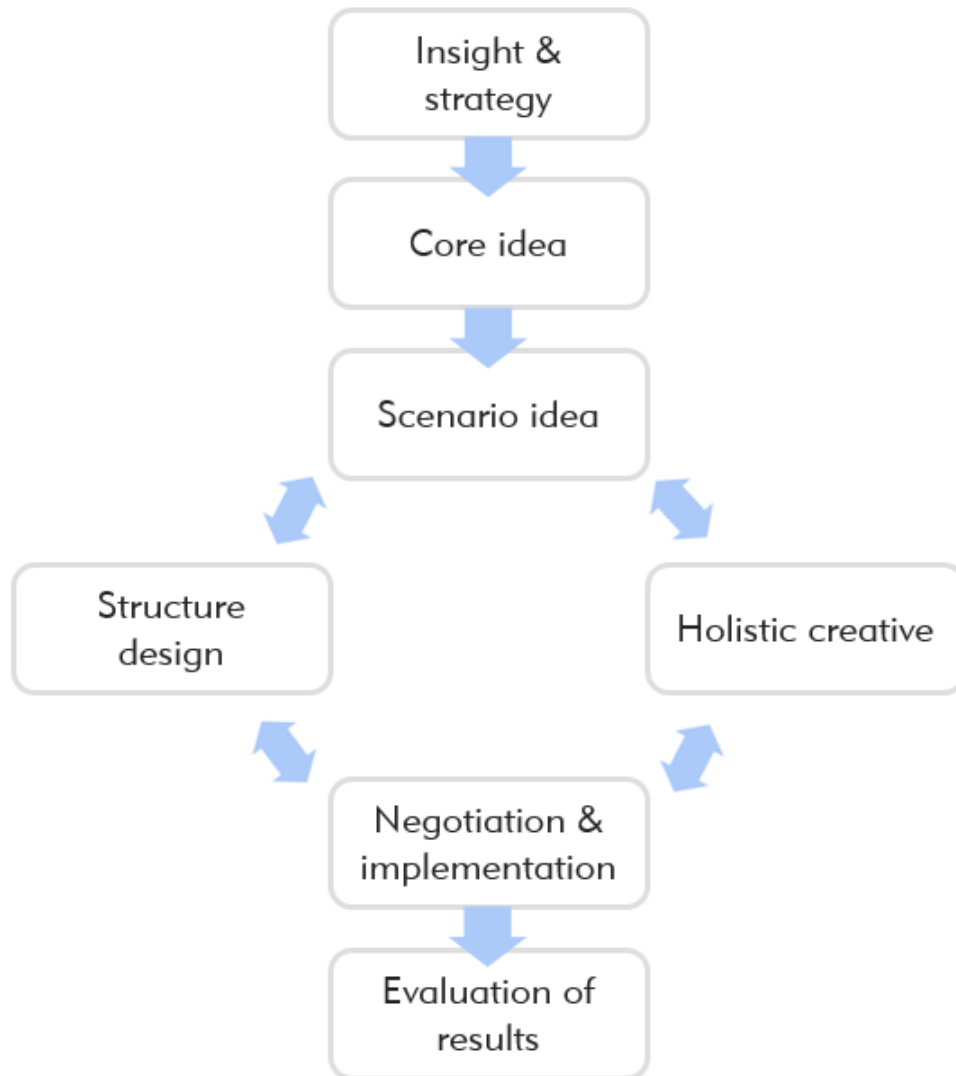 Insight &
strategy
Core idea
Scenario idea
Structure
design
Holistic creative
Negotiation &
implementation
Evaluation of
results